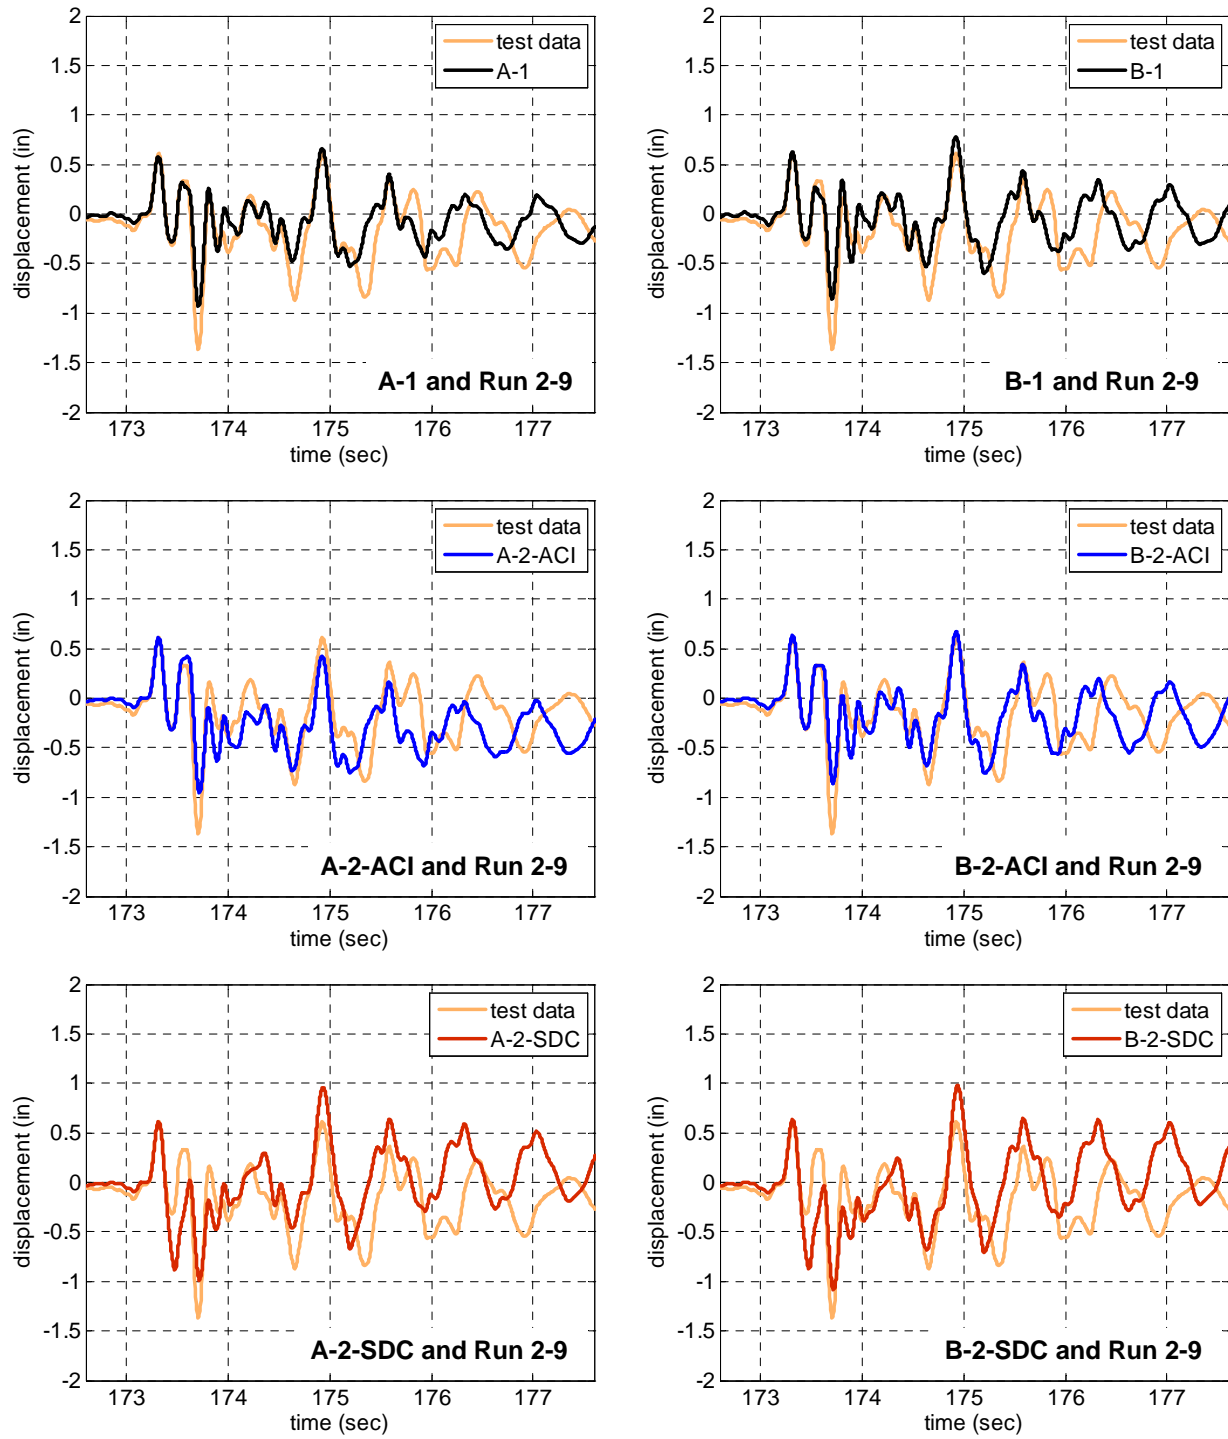 2
1.5
1
0.5
0
-0.5
-1
-1.5
-2
displacement (in)
test data
A-1
A-1 and Run 2-9
173 174 175 176 177
time (sec)
2
1.5
1
0.5
0
-0.5
-1
-1.5
-2
displacement (in)
test data
B-1
B-1 and Run 2-9
173 174 175 176 177
time (sec)
2
1.5
1
0.5
0
-0.5
-1
-1.5
-2
displacement (in)
test data
A-2-ACI
A-2-ACI and Run 2-9
173 174 175 176 177
time (sec)
2
1.5
1
0.5
0
-0.5
-1
-1.5
-2
displacement (in)
test data
B-2-ACI
B-2-ACI and Run 2-9
173 174 175 176 177
time (sec)
2
1.5
1
0.5
0
-0.5
-1
-1.5
-2
displacement (in)
test data
A-2-SDC
A-2-SDC and Run 2-9
173 174 175 176 177
time (sec)
2
1.5
1
0.5
0
-0.5
-1
-1.5
-2
displacement (in)
test data
B-2-SDC
B-2-SDC and Run 2-9
173 174 175 176 177
time (sec)